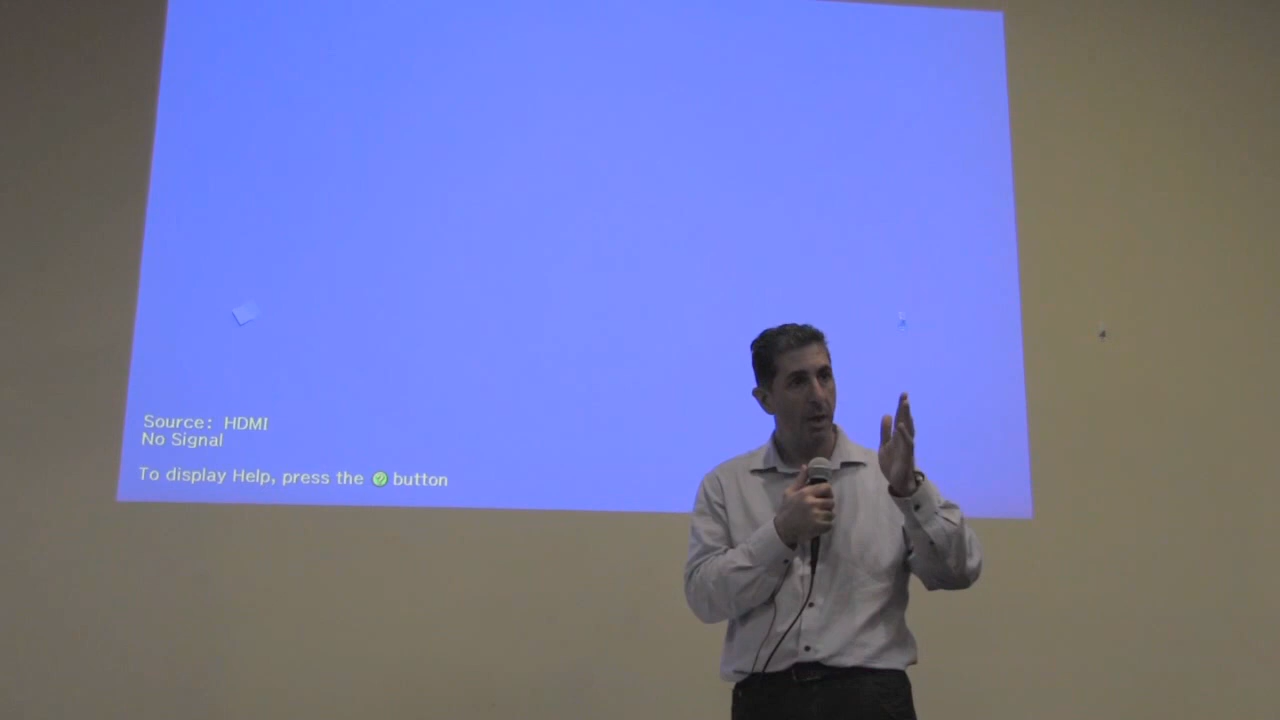 Source: HDMI
No Signal
To display Help, press the ? button